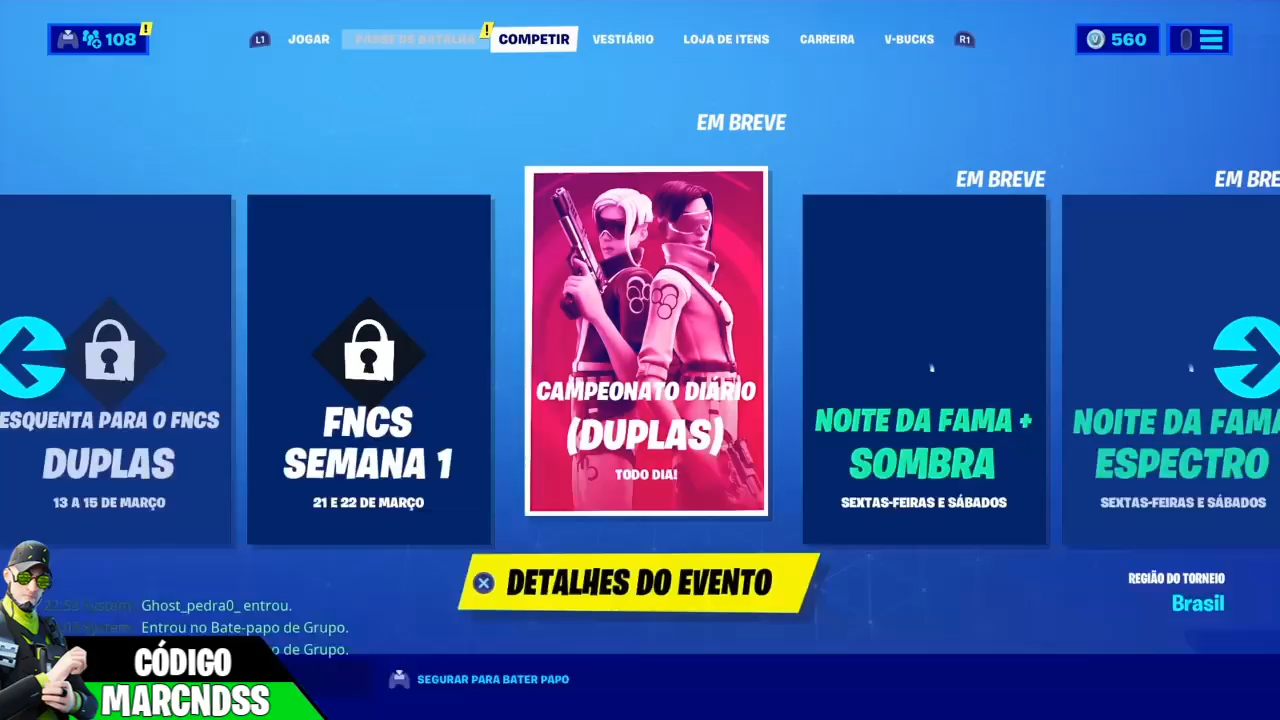 108
!
L1
JOGAR
PASSE DE BATALHA
!
COMPETIR
VESTIÁRIO
LOJA DE ITENS
CARREIRA
V-BUCKS
R1
V
560
EM BREVE
EM BREVE
EM BRE
ESQUENTA PARA O FNCS
DUPLAS
13 A 15 DE MARÇO
FNCS
SEMANA 1
21 E 22 DE MARÇO
CAMPEONATO DIÁRIO
(DUPLAS)
TODO DIA!
NOITE DA FAMA +
SOMBRA
SEXTAS-FEIRAS E SÁBADOS
NOITE DA FAMA
ESPECTRO
SEXTAS-FEIRAS E SÁBADOS
DETALHES DO EVENTO
REGIÃO DO TORNEIO
Brasil
Ghost_pedra0_ entrou.
Entrou no Bate-papo de Grupo.
o de Grupo.
CÓDIGO
MARCNDSS
SEGURAR PARA BATER PAPO